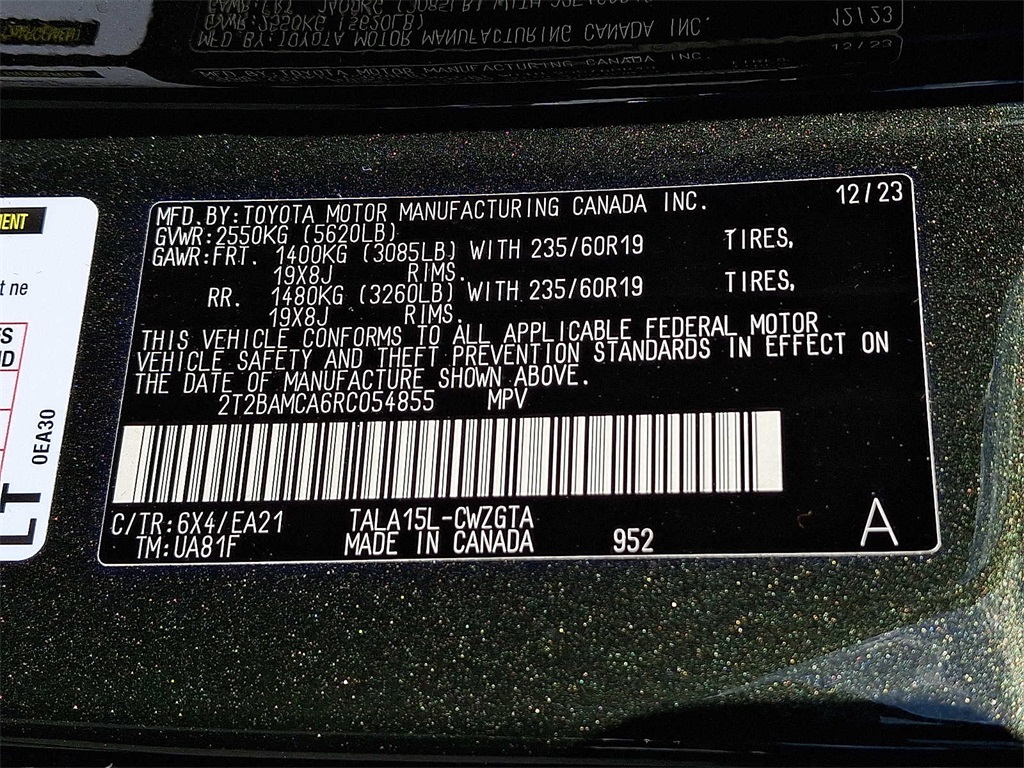 MFD.BY:TOYOTA MOTOR MANUFACTURING CANADA INC. 12/23
GVWR:2550KG (5620LB)
GAWR:FRT. 1400KG (3085LB) WITH 235/60R19 TIRES,
19X8J RIMS.
RR. 1480KG (3260LB) WITH 235/60R19 TIRES,
19X8J RIMS.
THIS VEHICLE CONFORMS TO ALL APPLICABLE FEDERAL MOTOR
VEHICLE SAFETY AND THEFT PREVENTION STANDARDS IN EFFECT ON
THE DATE OF MANUFACTURE SHOWN ABOVE.
2T2BAMCA6RC054855 MPV
C/TR:6X4/EA21 TALA15L-CWZGTA A
TM:UA81F MADE IN CANADA 952
0EA30